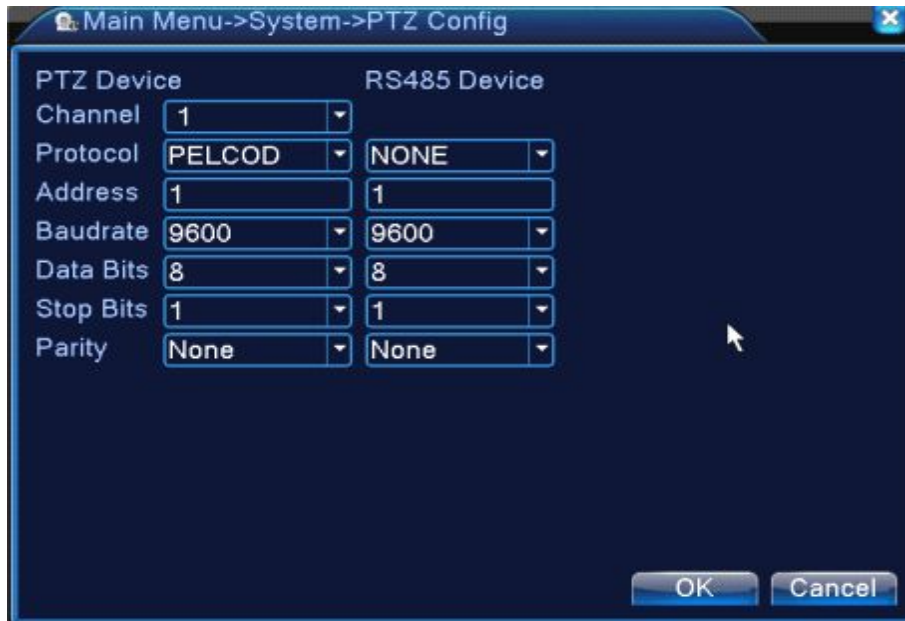 Main Menu->System->PTZ Config
PTZ Device RS485 Device
Channel 1
Protocol PELCOD NONE
Address 1 1
Baudrate 9600 9600
Data Bits 8 8
Stop Bits 1 1
Parity None None
OK Cancel